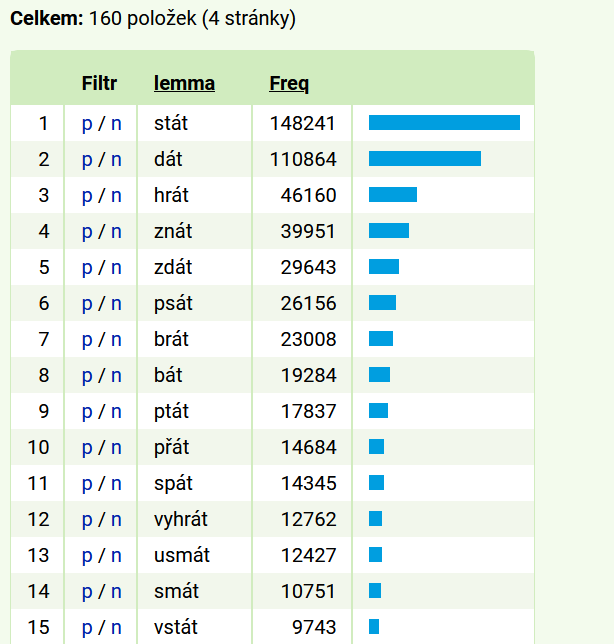 Celkem: 160 položek (4 stránky)
Filtr lemma Freq
1 p / n stát 148241
2 p / n dát 110864
3 p / n hrát 46160
4 p / n znát 39951
5 p / n zdát 29643
6 p / n psát 26156
7 p / n brát 23008
8 p / n bát 19284
9 p / n ptát 17837
10 p / n přát 14684
11 p / n spát 14345
12 p / n vyhrát 12762
13 p / n usmát 12427
14 p / n smát 10751
15 p / n vstát 9743